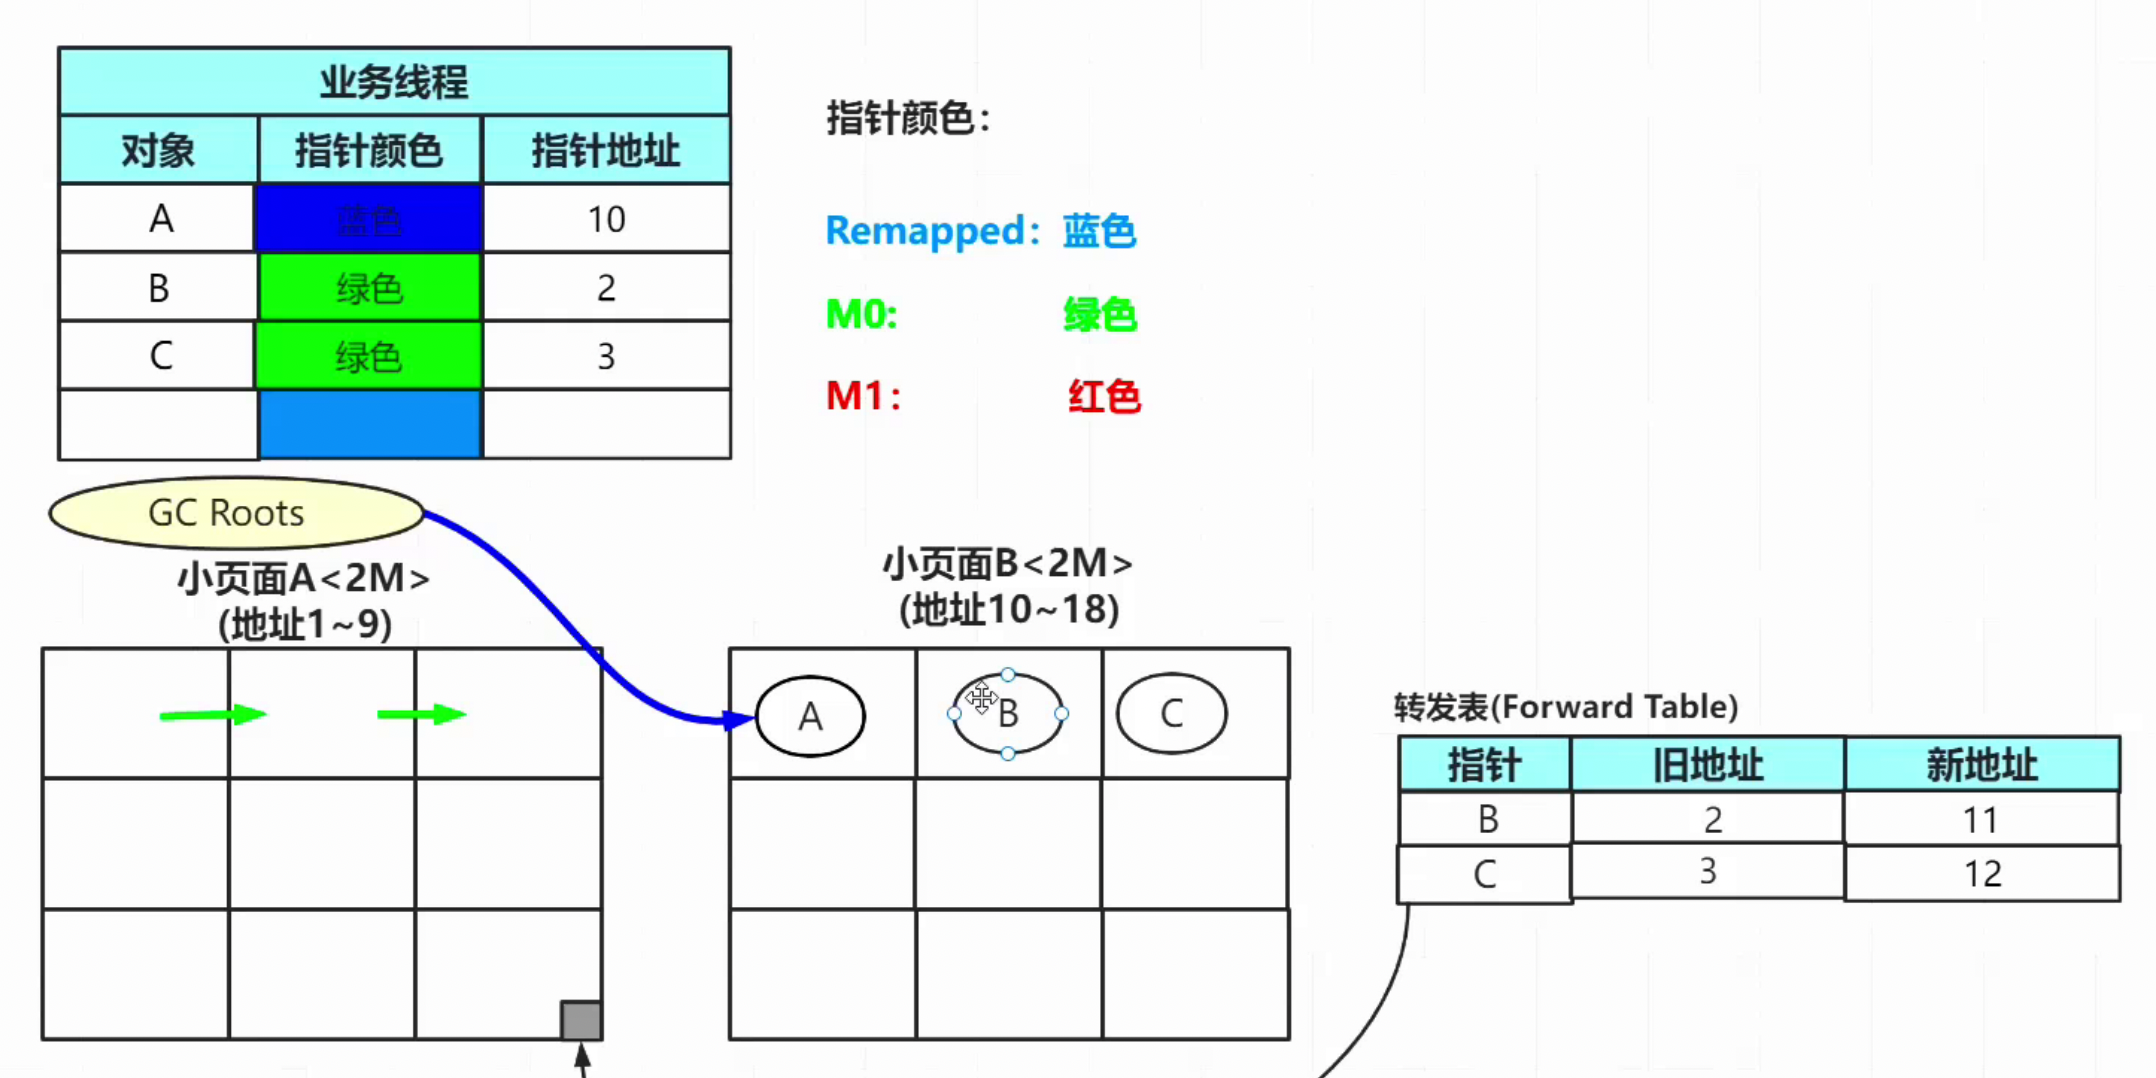 业务线程
对象 指针颜色 指针地址
A 蓝色 10
B 绿色 2
C 绿色 3
指针颜色：
Remapped：蓝色
M0: 绿色
M1： 红色
GC Roots
小页面A<2M>
(地址1~9)
小页面B<2M>
(地址10~18)
A B C
转发表(Forward Table)
指针 旧地址 新地址
B 2 11
C 3 12